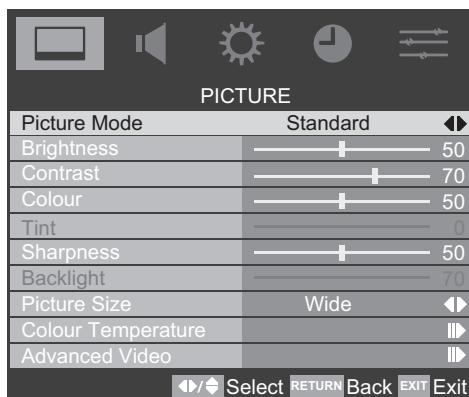 PICTURE
Picture Mode Standard
Brightness 50
Contrast 70
Colour 50
Tint 0
Sharpness 50
Backlight 70
Picture Size Wide
Colour Temperature
Advanced Video
/ Select RETURN Back EXIT Exit